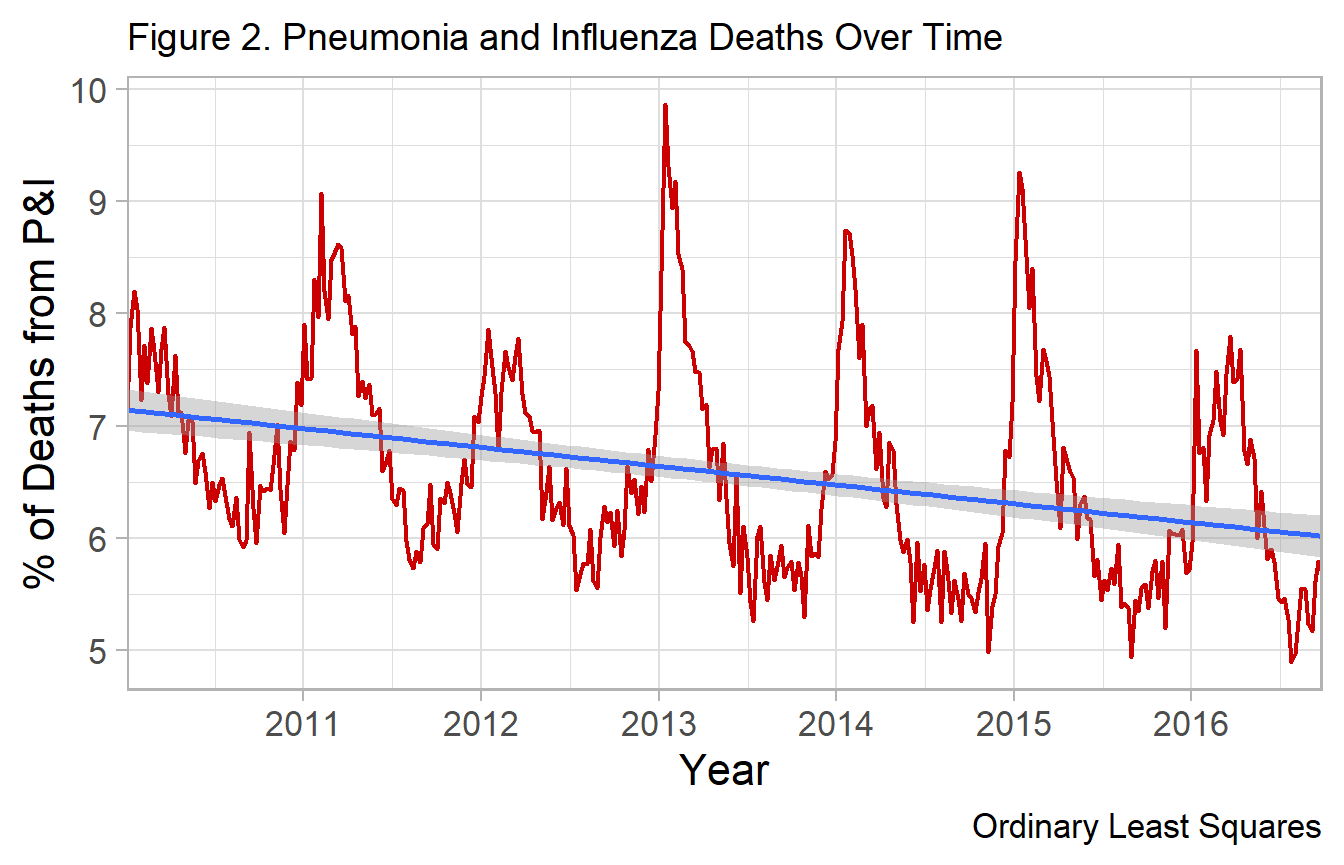 Figure 2. Pneumonia and Influenza Deaths Over Time
% of Deaths from P&I
10
9
8
7
6
5
2011 2012 2013 2014 2015 2016
Year
Ordinary Least Squares